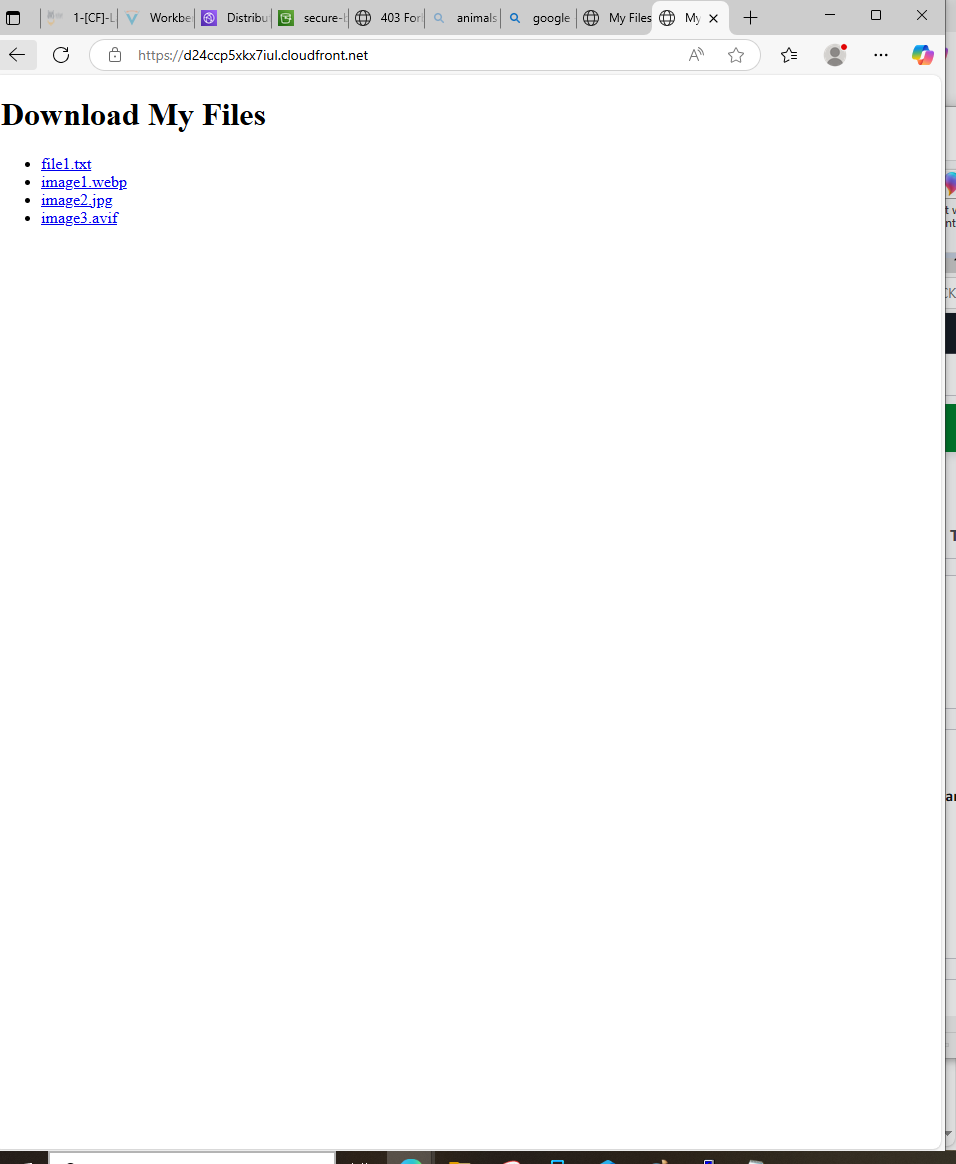 1-[CF]-L
Workbe
Distribu
secure-b
403 For
animals
google
My Files
My
https://d24ccp5xkx7iul.cloudfront.net
Download My Files
file1.txt
image1.webp
image2.jpg
image3.avif